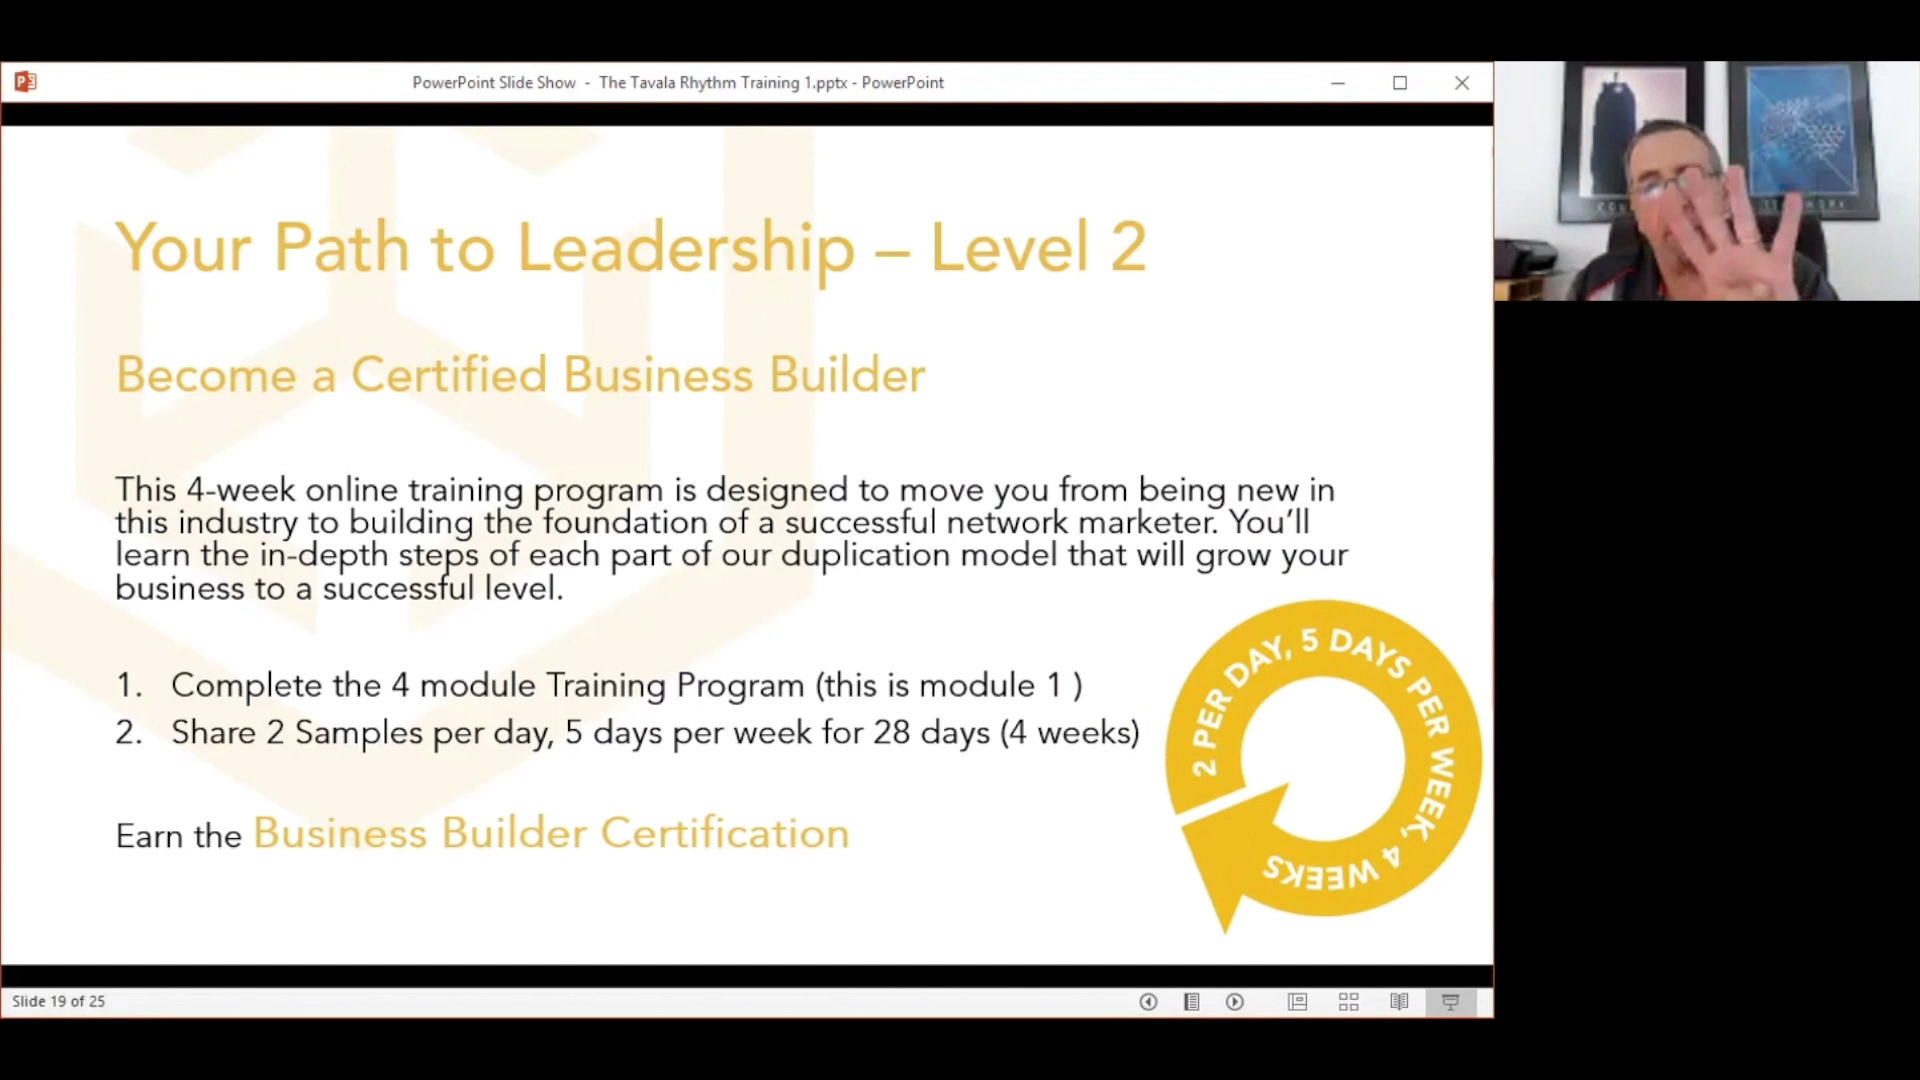 PowerPoint Slide Show - The Tavala Rhythm Training 1.pptx - PowerPoint
Your Path to Leadership – Level 2
Become a Certified Business Builder
This 4-week online training program is designed to move you from being new in
this industry to building the foundation of a successful network marketer. You’ll
learn the in-depth steps of each part of our duplication model that will grow your
business to a successful level.
1. Complete the 4 module Training Program (this is module 1 )
2. Share 2 Samples per day, 5 days per week for 28 days (4 weeks)
Earn the Business Builder Certification
2 PER DAY, 5 DAYS PER WEEK, 4 WEEKS
Slide 19 of 25